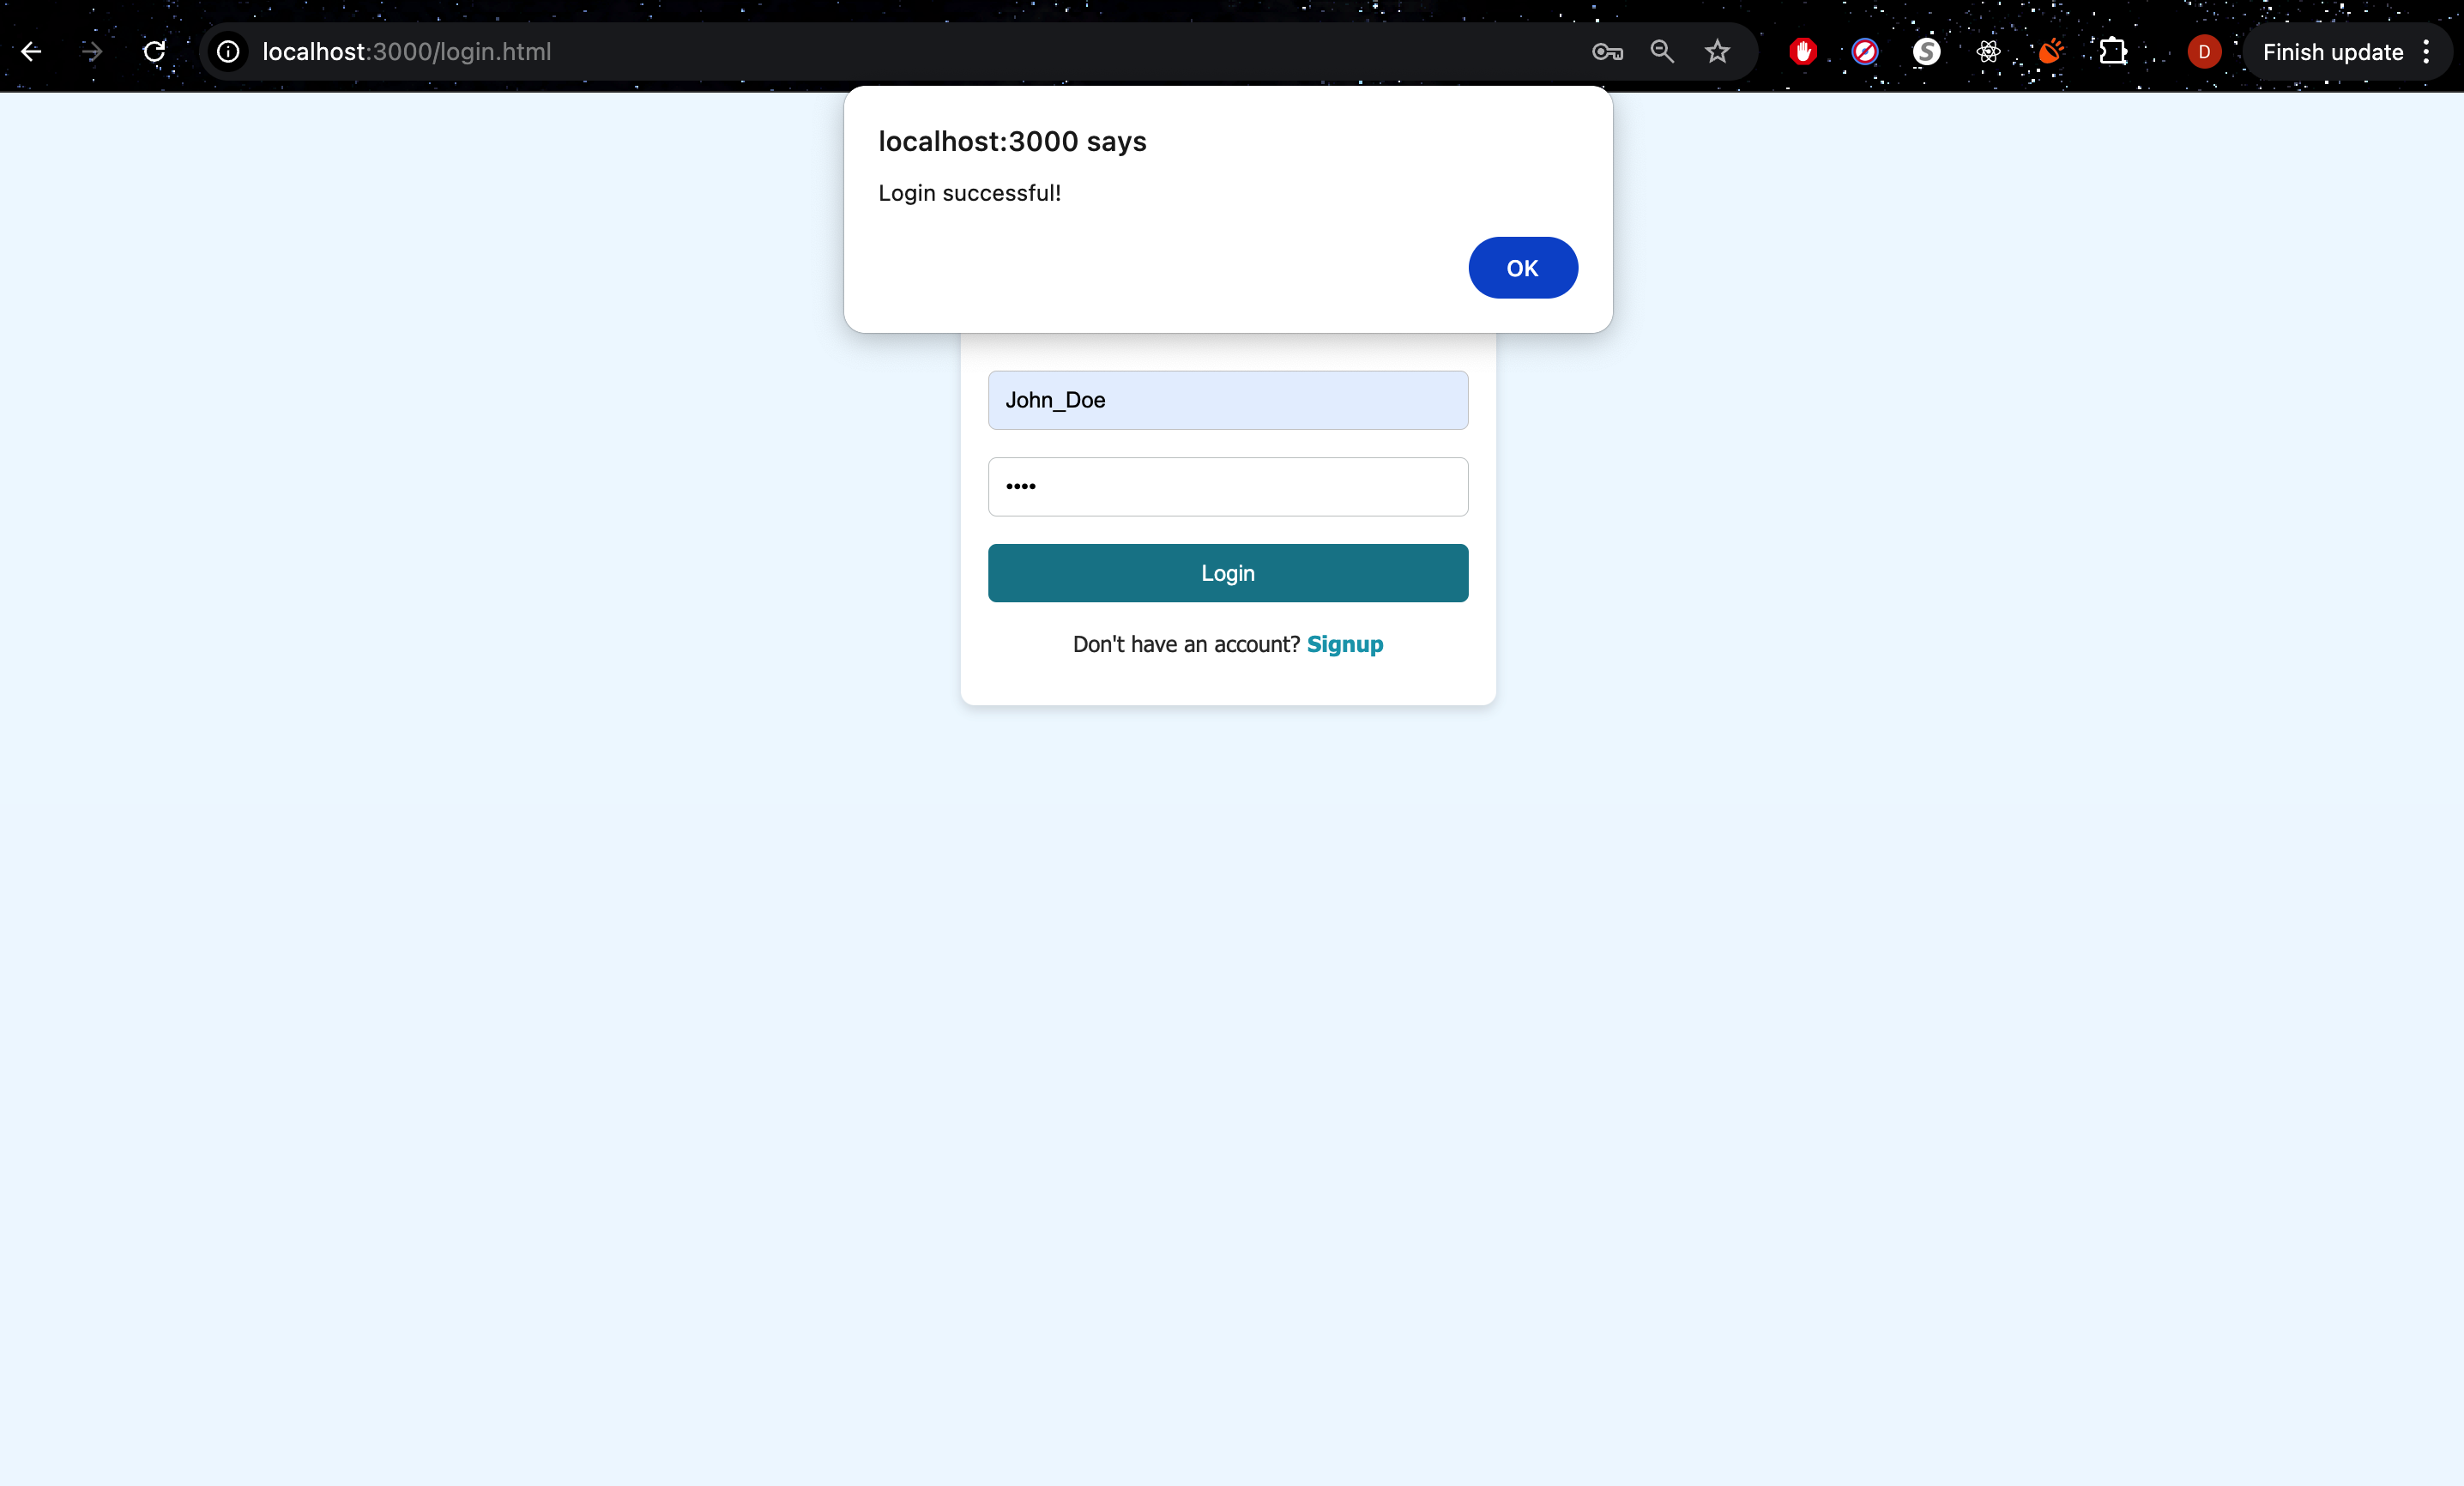 localhost:3000/login.html
D
Finish update
localhost:3000 says
Login successful!
OK
John_Doe
••••
Login
Don't have an account? Signup